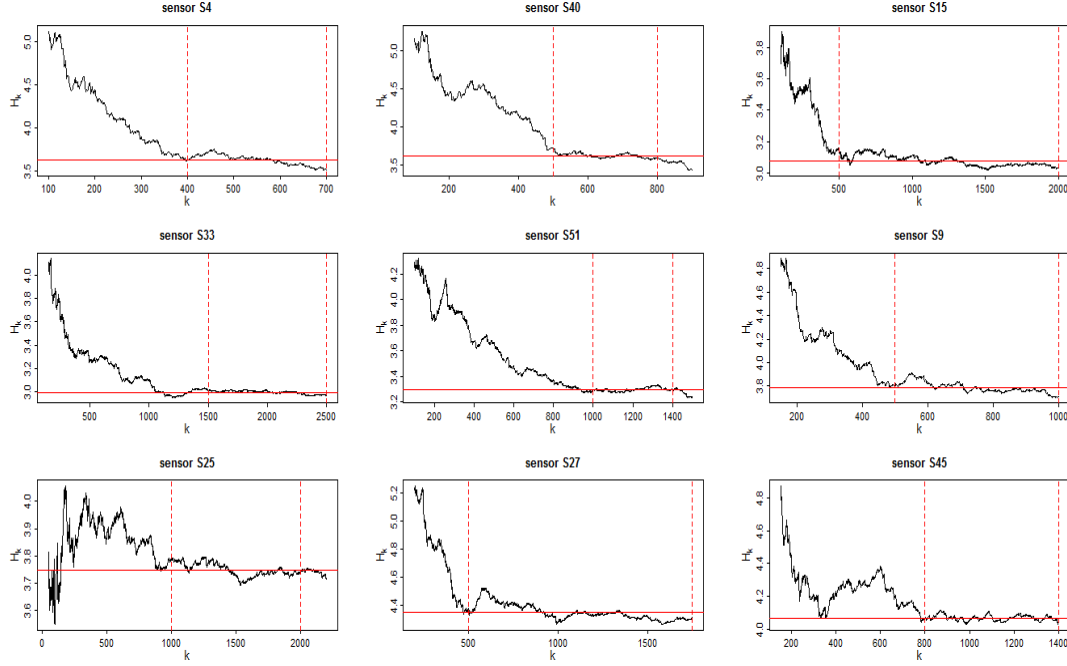 sensor S4
H_k
5.0
4.5
4.0
3.5
100 200 300 400 500 600 700
k
sensor S40
H_k
5.0
4.5
4.0
3.5
200 400 600 800
k
sensor S15
H_k
3.8
3.6
3.4
3.2
3.0
500 1000 1500 2000
k
sensor S33
H_k
4.0
3.8
3.6
3.4
3.2
3.0
500 1000 1500 2000 2500
k
sensor S51
H_k
4.2
4.0
3.8
3.6
3.4
3.2
200 400 600 800 1000 1200 1400
k
sensor S9
H_k
4.8
4.6
4.4
4.2
4.0
3.8
200 400 600 800 1000
k
sensor S25
H_k
4.0
3.9
3.8
3.7
3.6
0 500 1000 1500 2000
k
sensor S27
H_k
5.2
5.0
4.8
4.6
4.4
500 1000 1500
k
sensor S45
H_k
4.8
4.6
4.4
4.2
4.0
200 400 600 800 1000 1200 1400
k